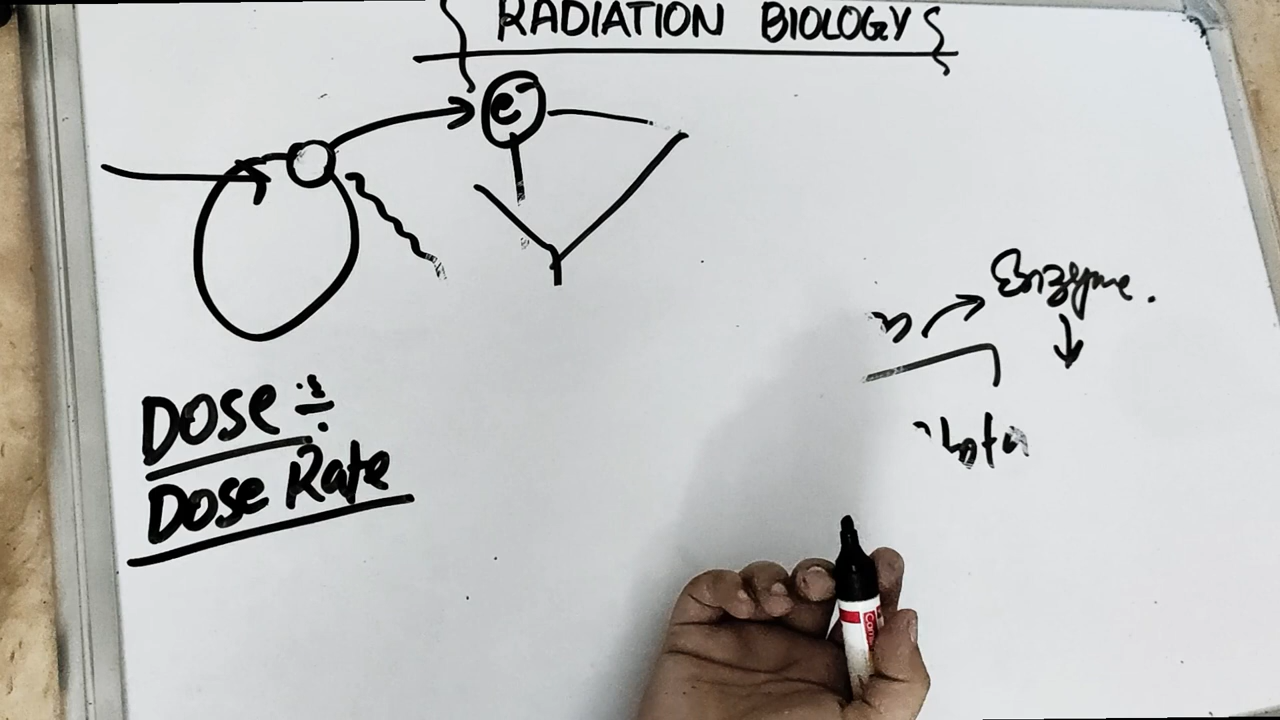 RADIATION BIOLOGY
e-
Enzyme.
DOSE ÷
Dose Rate